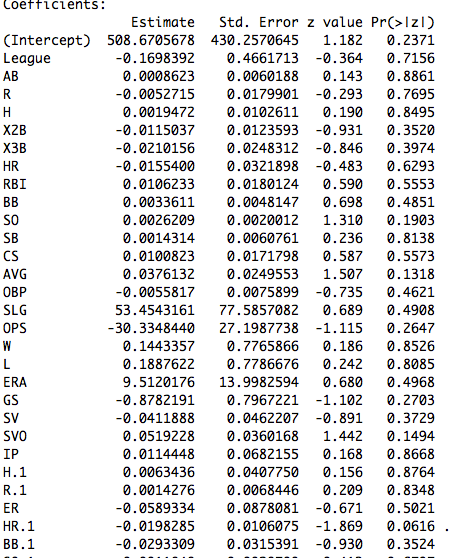 Coefficients:
Estimate Std. Error z value Pr(>|z|)
(Intercept) 508.6705678 430.2570645 1.182 0.2371
League -0.1698392 0.4661713 -0.364 0.7156
AB 0.0008623 0.0060188 0.143 0.8861
R -0.0052715 0.0179901 -0.293 0.7695
H 0.0019472 0.0102611 0.190 0.8495
X2B -0.0115037 0.0123593 -0.931 0.3520
X3B -0.0210156 0.0248312 -0.846 0.3974
HR -0.0155400 0.0321898 -0.483 0.6293
RBI 0.0106233 0.0180124 0.590 0.5553
BB 0.0033611 0.0048147 0.698 0.4851
SO 0.0026209 0.0020012 1.310 0.1903
SB 0.0014314 0.0060761 0.236 0.8138
CS 0.0100823 0.0171798 0.587 0.5573
AVG 0.0376132 0.0249553 1.507 0.1318
OBP -0.0055817 0.0075899 -0.735 0.4621
SLG 53.4543161 77.5857082 0.689 0.4908
OPS -30.3348440 27.1987738 -1.115 0.2647
W 0.1443357 0.7765866 0.186 0.8526
L 0.1887622 0.7786676 0.242 0.8085
ERA 9.5120176 13.9982594 0.680 0.4968
GS -0.8782191 0.7967221 -1.102 0.2703
SV -0.0411888 0.0462207 -0.891 0.3729
SVO 0.0519228 0.0360168 1.442 0.1494
IP 0.0114448 0.0682155 0.168 0.8668
H.1 0.0063436 0.0407750 0.156 0.8764
R.1 0.0014276 0.0068446 0.209 0.8348
ER -0.0589334 0.0878081 -0.671 0.5021
HR.1 -0.0198285 0.0106075 -1.869 0.0616 .
BB.1 -0.0293309 0.0315391 -0.930 0.3524